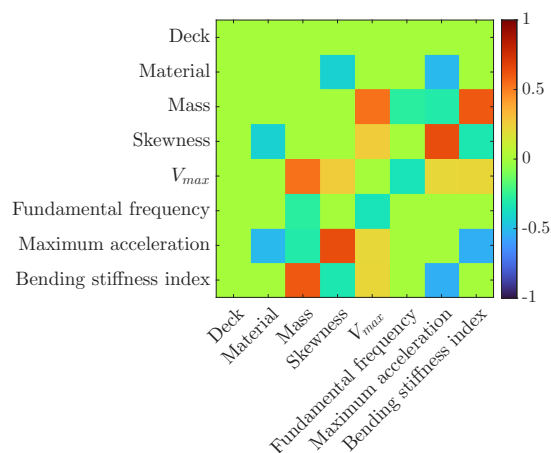 Deck
Material
Mass
Skewness
V_max
Fundamental frequency
Maximum acceleration
Bending stiffness index
1
0.5
0
-0.5
-1
Deck
Material
Mass
Skewness
V_max
Fundamental frequency
Maximum acceleration
Bending stiffness index